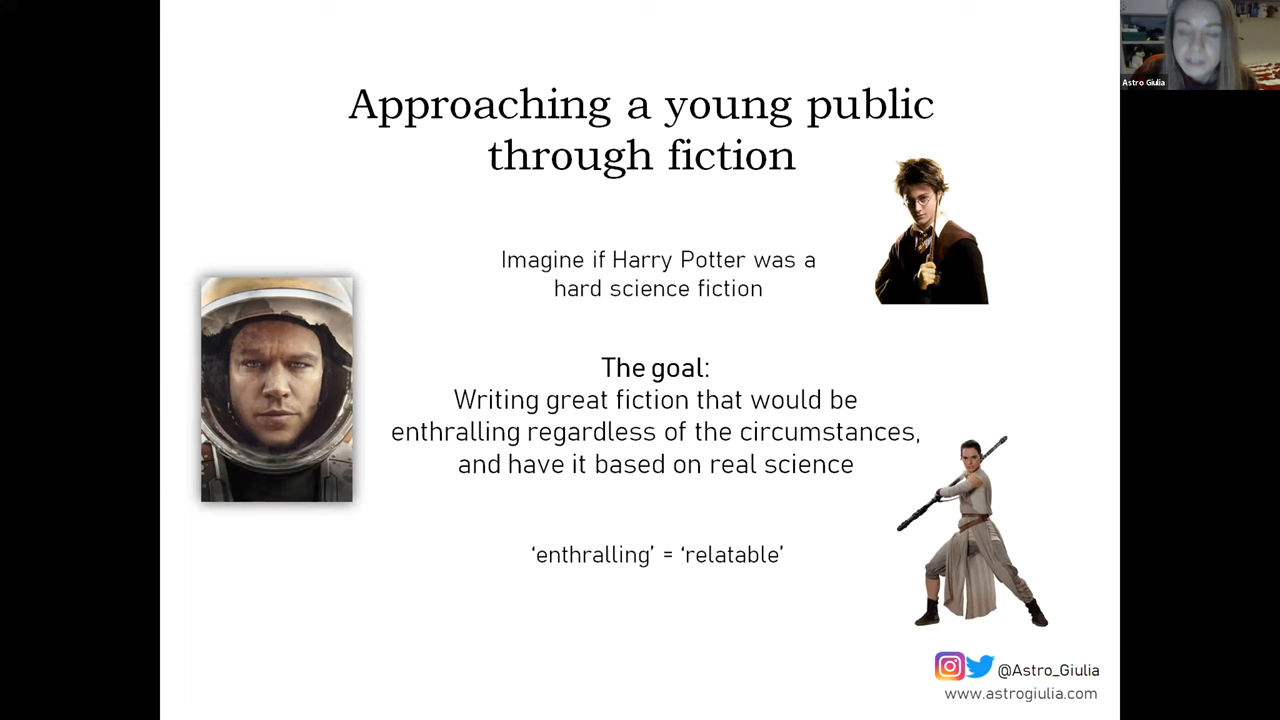 Approaching a young public
through fiction
Astro Giulia
Imagine if Harry Potter was a
hard science fiction
The goal:
Writing great fiction that would be
enthralling regardless of the circumstances,
and have it based on real science
‘enthralling’ = ‘relatable’
@Astro_Giulia
www.astrogiulia.com